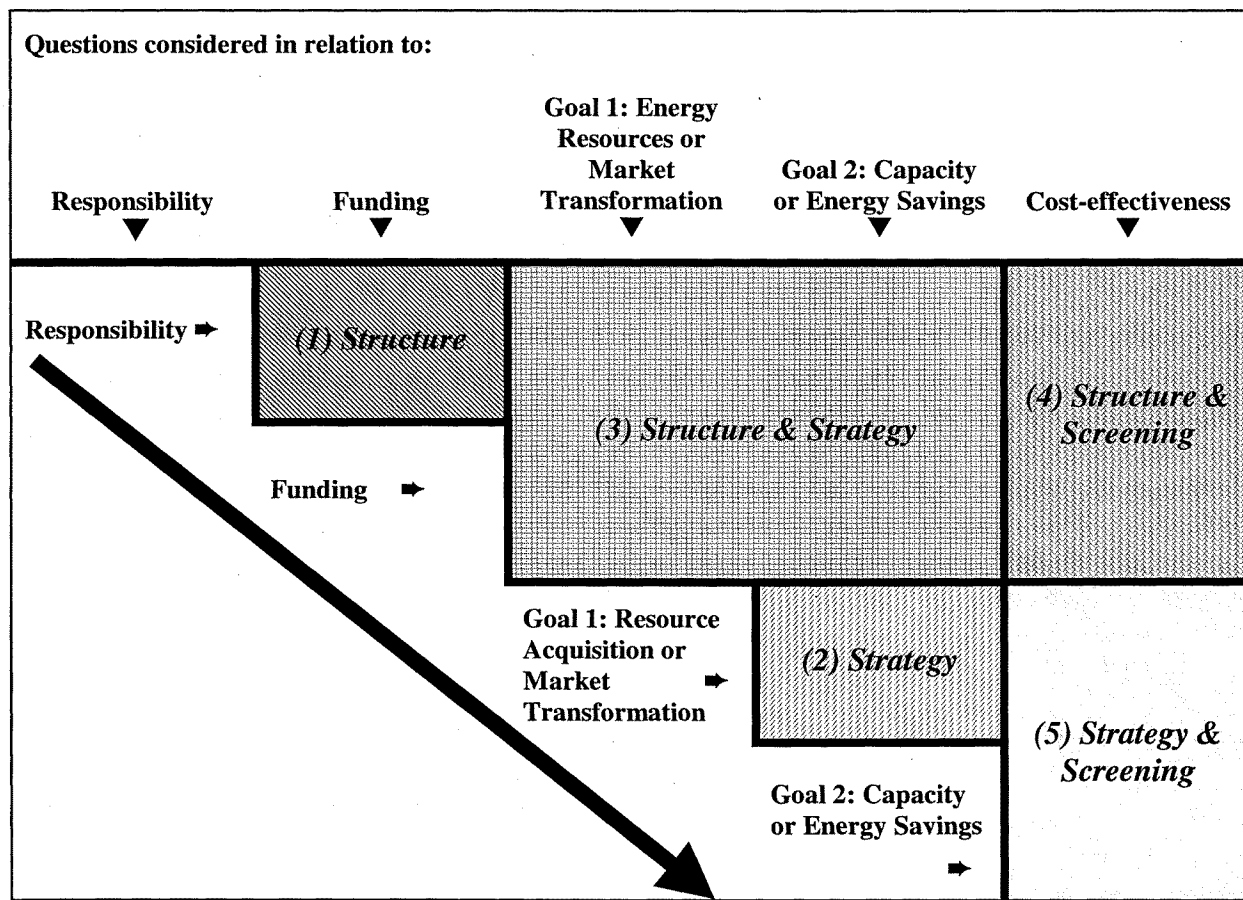 Questions considered in relation to:
Goal 1: Energy
Resources or
Market
Transformation
Goal 2: Capacity
or Energy Savings
Responsibility
Funding
Cost-effectiveness
Responsibility
(1) Structure
(3) Structure & Strategy
(4) Structure &
Screening
Funding
Goal 1: Resource
Acquisition or
Market
Transformation
(2) Strategy
(5) Strategy &
Screening
Goal 2: Capacity
or Energy Savings